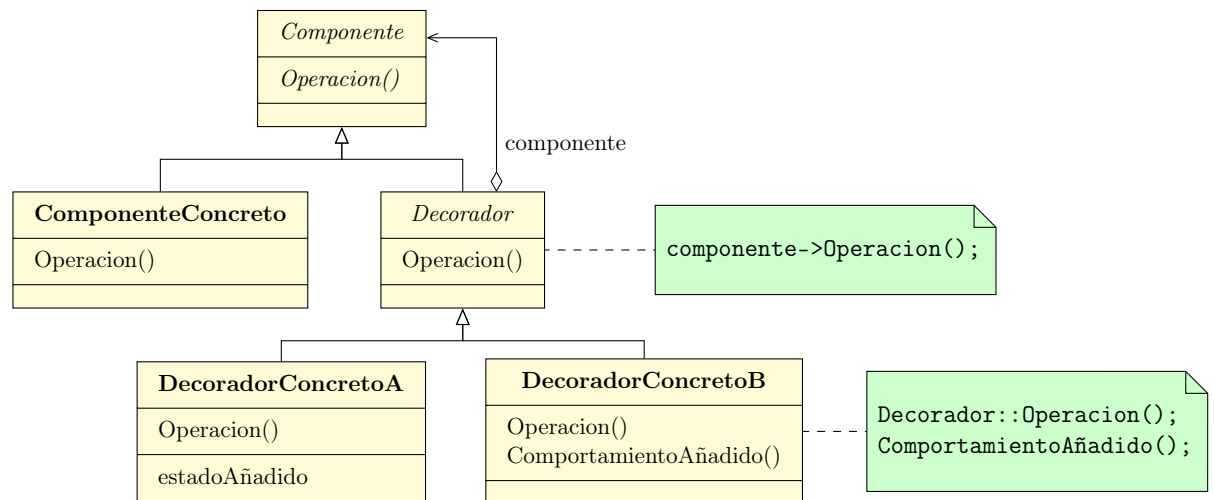 Componente
Operacion()
componente
ComponenteConcreto
Operacion()
Decorador
Operacion()
componente->Operacion();
DecoradorConcretoA
Operacion()
estadoAñadido
DecoradorConcretoB
Operacion()
ComportamientoAñadido()
Decorador::Operacion();
ComportamientoAñadido();